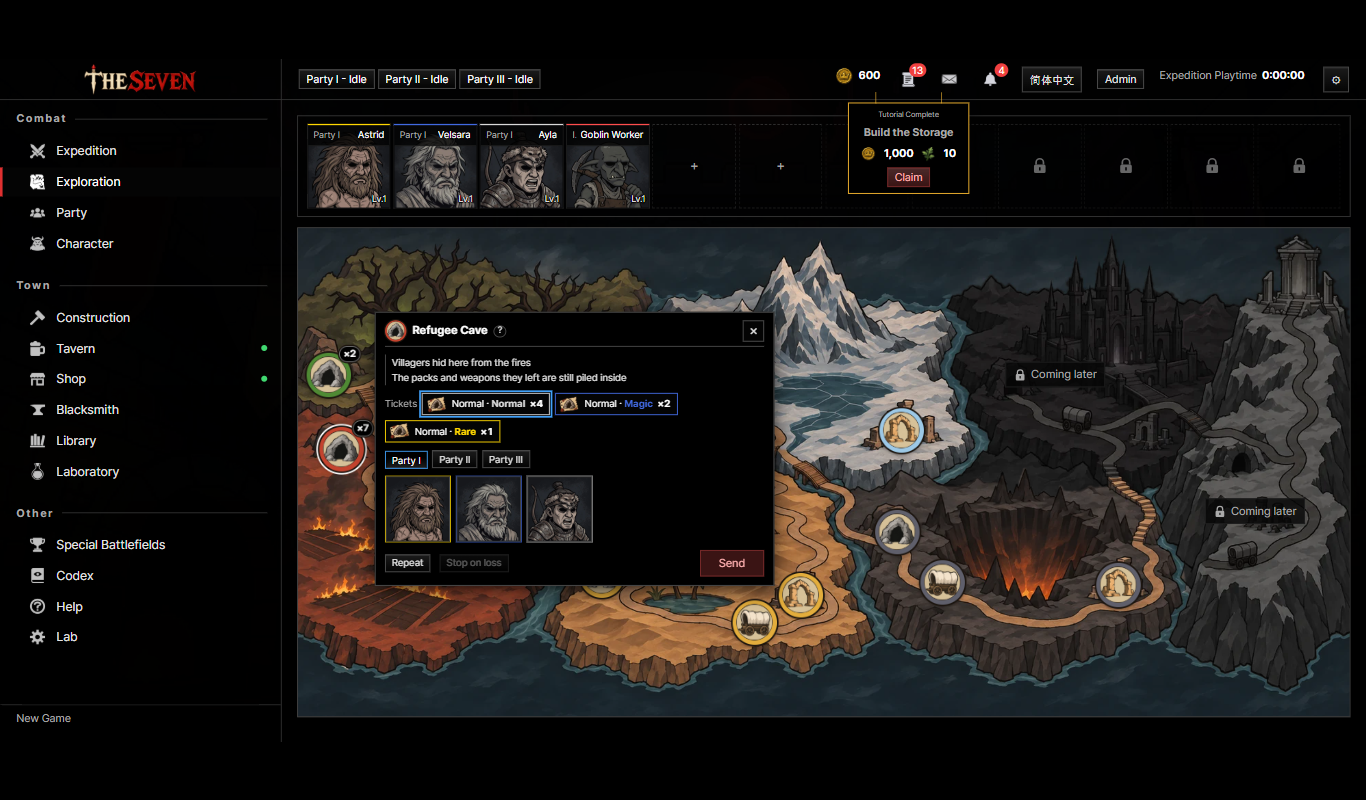 THE SEVEN
Party I - Idle
Party II - Idle
Party III - Idle
600
13
4
简体中文
Admin
Expedition Playtime 0:00:00
Combat
Expedition
Exploration
Party
Character
Town
Construction
Tavern
Shop
Blacksmith
Library
Laboratory
Other
Special Battlefields
Codex
Help
Lab
New Game
Party I Astrid
Lv.1
Party I Velsara
Lv.1
Party I Ayla
Lv.1
I. Goblin Worker
Lv.1
+
+
Tutorial Complete
Build the Storage
1,000 10
Claim
×2
×7
Refugee Cave ?
×
Villagers hid here from the fires
The packs and weapons they left are still piled inside
Tickets Normal · Normal ×4 Normal · Magic ×2
Normal · Rare ×1
Party I Party II Party III
Repeat Stop on loss Send
Coming later
Coming later